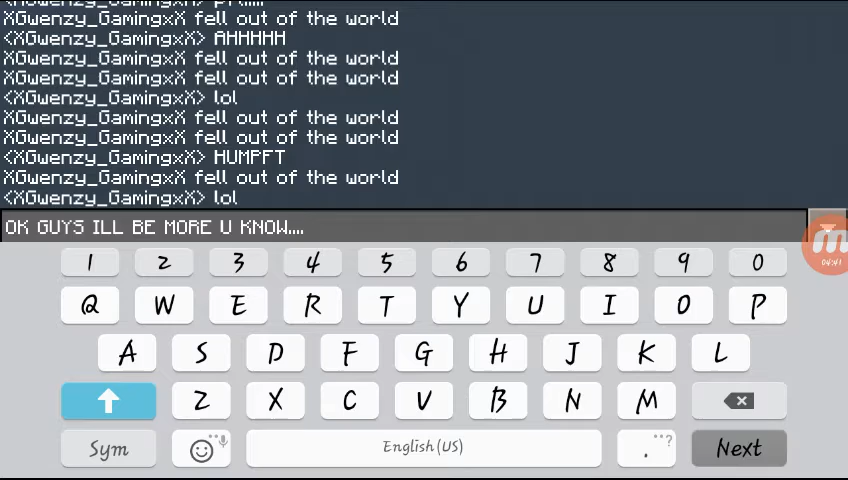 XGwenzy_GamingxX fell out of the world
<XGwenzy_GamingxX> AHHHHH
XGwenzy_GamingxX fell out of the world
XGwenzy_GamingxX fell out of the world
<XGwenzy_GamingxX> lol
XGwenzy_GamingxX fell out of the world
XGwenzy_GamingxX fell out of the world
<XGwenzy_GamingxX> HUMPFT
XGwenzy_GamingxX fell out of the world
<XGwenzy_GamingxX> lol
OK GUYS ILL BE MORE U KNOW....
04:41
1 2 3 4 5 6 7 8 9 0
Q W E R T Y U I O P
A S D F G H J K L
Z X C V B N M
Sym English(US) . ? Next